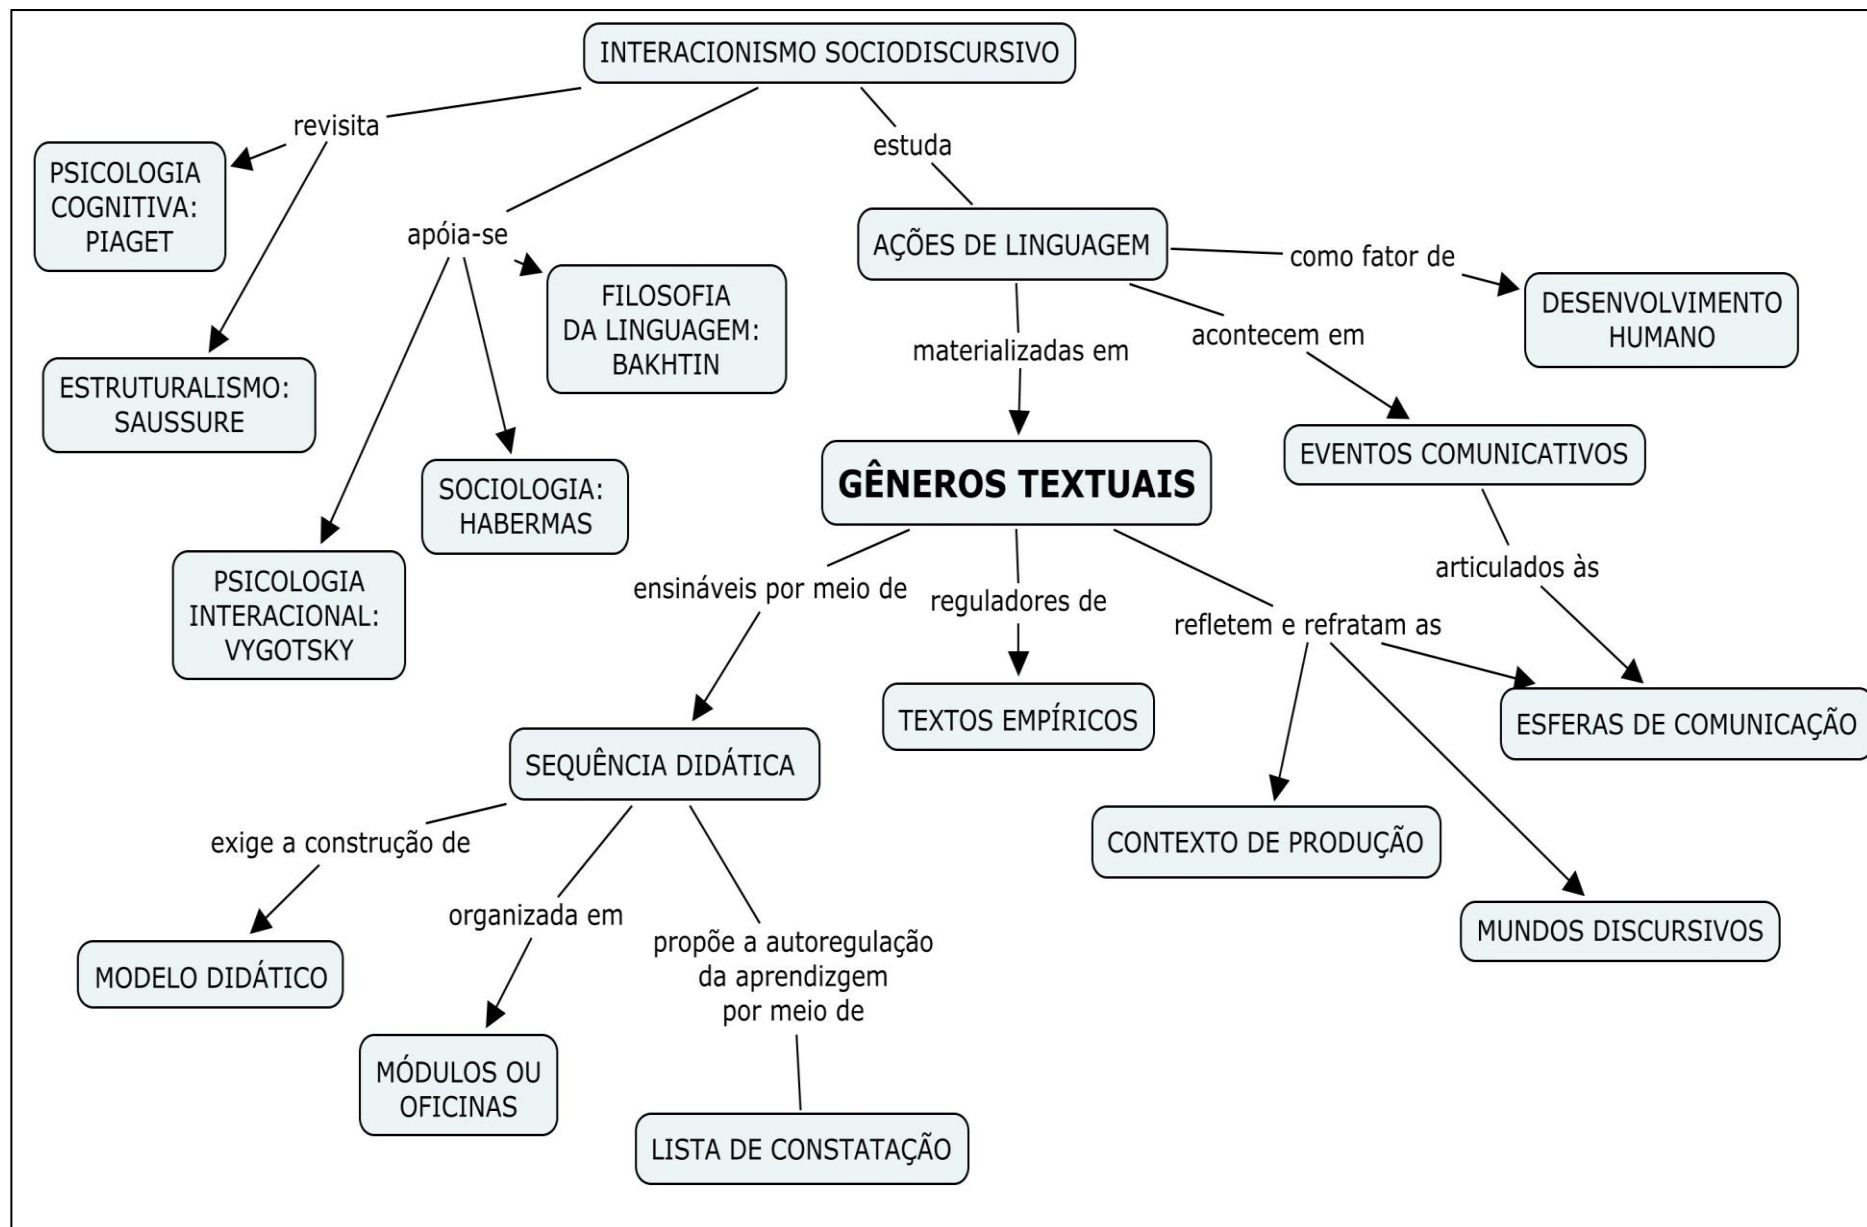 INTERACIONISMO SOCIODISCURSIVO
revisita
PSICOLOGIA
COGNITIVA:
PIAGET
ESTRUTURALISMO:
SAUSSURE
apóia-se
FILOSOFIA
DA LINGUAGEM:
BAKHTIN
SOCIOLOGIA:
HABERMAS
PSICOLOGIA
INTERACIONAL:
VYGOTSKY
estuda
AÇÕES DE LINGUAGEM
como fator de
DESENVOLVIMENTO
HUMANO
acontecem em
EVENTOS COMUNICATIVOS
articulados às
materializadas em
GÊNEROS TEXTUAIS
ensináveis por meio de
reguladores de
refletem e refratam as
TEXTOS EMPÍRICOS
ESFERAS DE COMUNICAÇÃO
CONTEXTO DE PRODUÇÃO
MUNDOS DISCURSIVOS
SEQUÊNCIA DIDÁTICA
exige a construção de
MODELO DIDÁTICO
organizada em
MÓDULOS OU
OFICINAS
propõe a autoregulação
da aprendizgem
por meio de
LISTA DE CONSTATAÇÃO